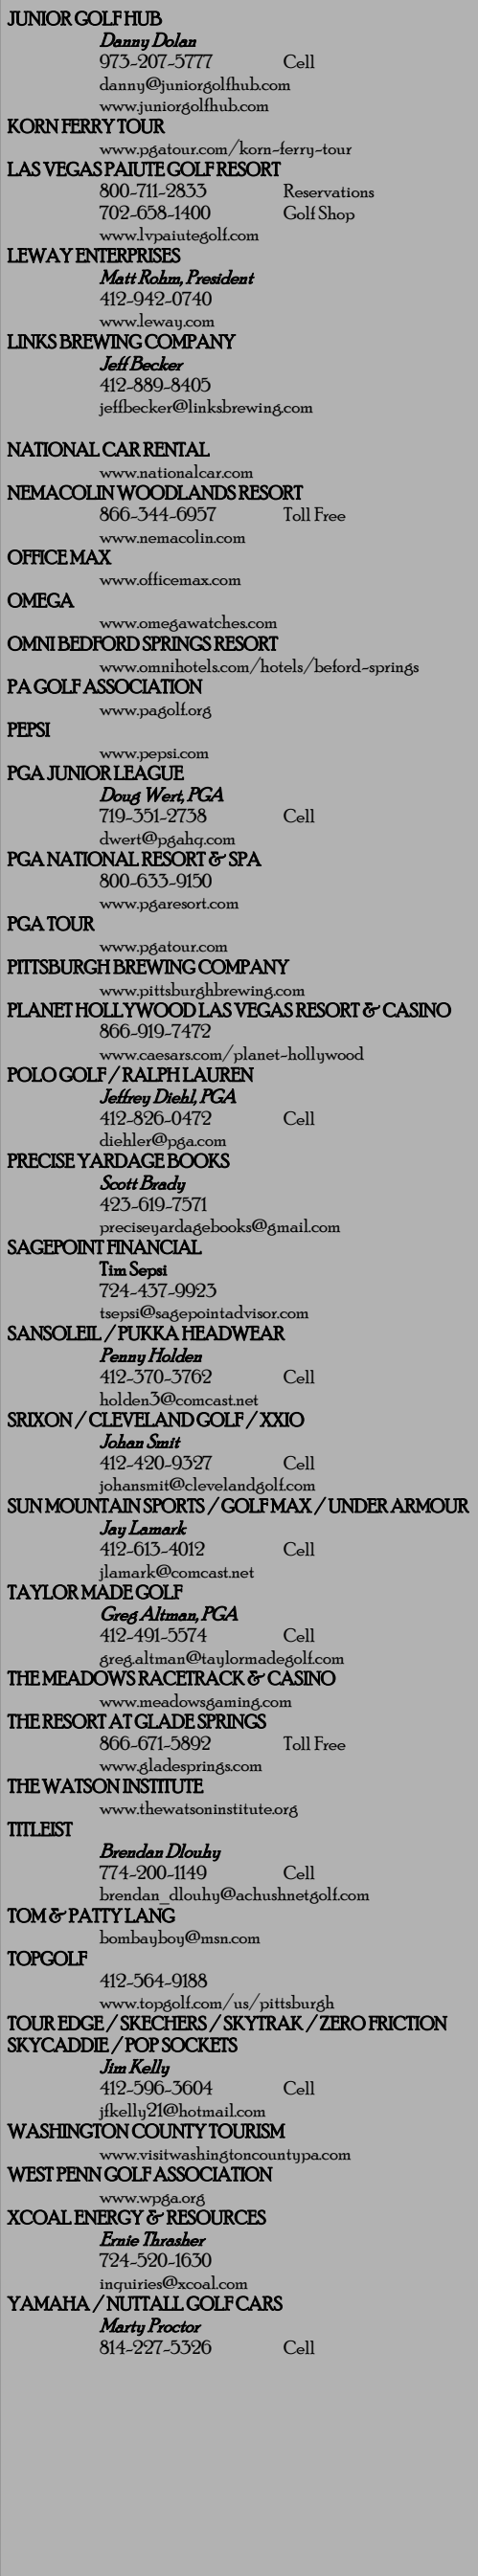 JUNIOR GOLF HUB
Danny Dolan
973-207-5777 Cell
danny@juniorgolfhub.com
www.juniorgolfhub.com
KORN FERRY TOUR
www.pgatour.com/korn-ferry-tour
LAS VEGAS PAIUTE GOLF RESORT
800-711-2833 Reservations
702-658-1400 Golf Shop
www.lvpaiutegolf.com
LEWAY ENTERPRISES
Matt Rohm, President
412-942-0740
www.leway.com
LINKS BREWING COMPANY
Jeff Becker
412-889-8405
jeffbecker@linksbrewing.com
NATIONAL CAR RENTAL
www.nationalcar.com
NEMACOLIN WOODLANDS RESORT
866-344-6957 Toll Free
www.nemacolin.com
OFFICE MAX
www.officemax.com
OMEGA
www.omegawatches.com
OMNI BEDFORD SPRINGS RESORT
www.omnihotels.com/hotels/beford-springs
PA GOLF ASSOCIATION
www.pagolf.org
PEPSI
www.pepsi.com
PGA JUNIOR LEAGUE
Doug Wert, PGA
719-351-2738 Cell
dwert@pgahq.com
PGA NATIONAL RESORT & SPA
800-633-9150
www.pgaresort.com
PGA TOUR
www.pgatour.com
PITTSBURGH BREWING COMPANY
www.pittsburghbrewing.com
PLANET HOLLYWOOD LAS VEGAS RESORT & CASINO
866-919-7472
www.caesars.com/planet-hollywood
POLO GOLF / RALPH LAUREN
Jeffrey Diehl, PGA
412-826-0472 Cell
diehler@pga.com
PRECISE YARDAGE BOOKS
Scott Brady
423-619-7571
preciseyardagebooks@gmail.com
SAGEPOINT FINANCIAL
Tim Sepsi
724-437-9923
tsepsi@sagepointadvisor.com
SANSOLEIL / PUKKA HEADWEAR
Penny Holden
412-370-3762 Cell
holden3@comcast.net
SRIXON / CLEVELAND GOLF / XXIO
Johan Smit
412-420-9327 Cell
johansmit@clevelandgolf.com
SUN MOUNTAIN SPORTS / GOLF MAX / UNDER ARMOUR
Jay Lamark
412-613-4012 Cell
jlamark@comcast.net
TAYLOR MADE GOLF
Greg Altman, PGA
412-491-5574 Cell
greg.altman@taylormadegolf.com
THE MEADOWS RACETRACK & CASINO
www.meadowsgaming.com
THE RESORT AT GLADE SPRINGS
866-671-5892 Toll Free
www.gladesprings.com
THE WATSON INSTITUTE
www.thewatsoninstitute.org
TITLEIST
Brendan Dlouhy
774-200-1149 Cell
brendan_dlouhy@achushnetgolf.com
TOM & PATTY LANG
bombayboy@msn.com
TOPGOLF
412-564-9188
www.topgolf.com/us/pittsburgh
TOUR EDGE / SKECHERS / SKYTRAK / ZERO FRICTION
SKYCADDIE / POP SOCKETS
Jim Kelly
412-596-3604 Cell
jfkelly21@hotmail.com
WASHINGTON COUNTY TOURISM
www.visitwashingtoncountypa.com
WEST PENN GOLF ASSOCIATION
www.wpga.org
XCOAL ENERGY & RESOURCES
Ernie Thrasher
724-520-1630
inquiries@xcoal.com
YAMAHA / NUTTALL GOLF CARS
Marty Proctor
814-227-5326 Cell